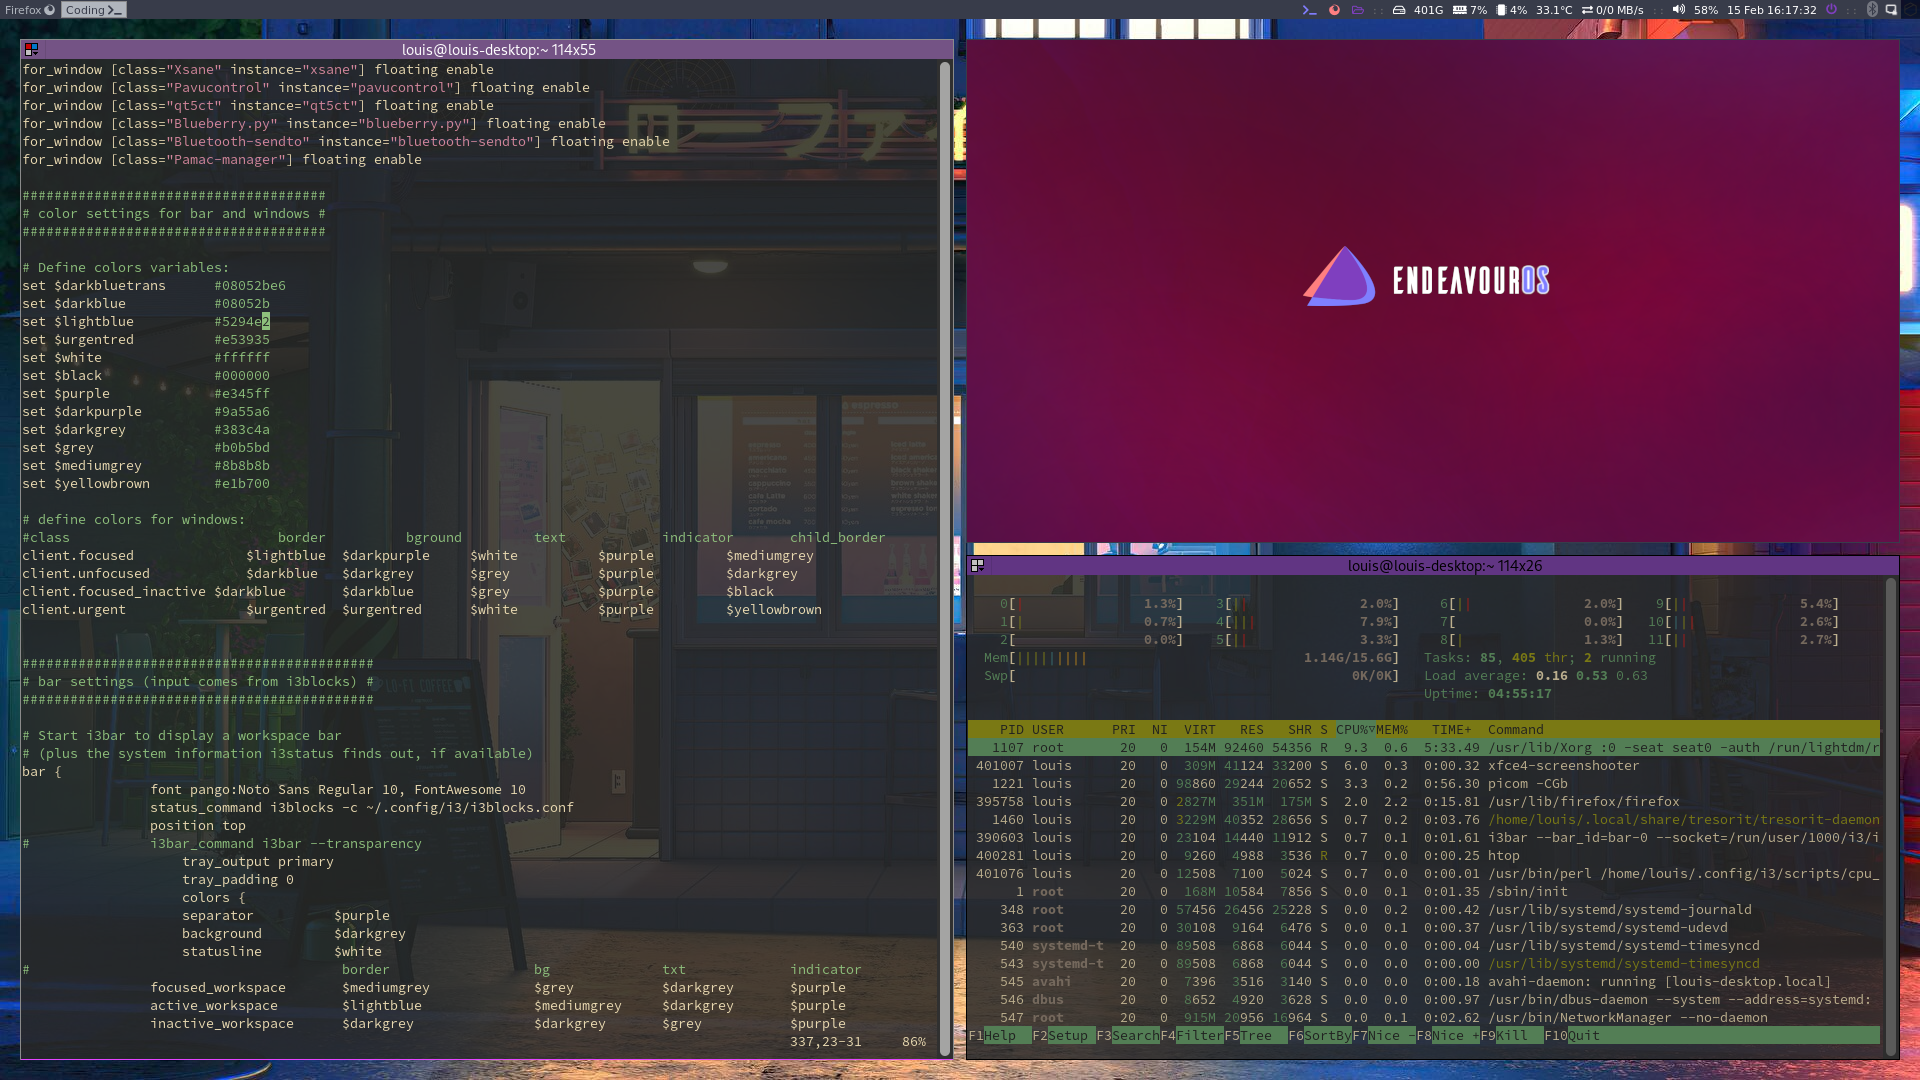 Firefox Coding
401G 7% 4% 33.1°C 0/0 MB/s 58% 15 Feb 16:17:32
louis@louis-desktop:~ 114x55
for_window [class="Xsane" instance="xsane"] floating enable
for_window [class="Pavucontrol" instance="pavucontrol"] floating enable
for_window [class="qt5ct" instance="qt5ct"] floating enable
for_window [class="Blueberry.py" instance="blueberry.py"] floating enable
for_window [class="Bluetooth-sendto" instance="bluetooth-sendto"] floating enable
for_window [class="Pamac-manager"] floating enable
######################################
# color settings for bar and windows #
######################################
# Define colors variables:
set $darkbluetrans #08052be6
set $darkblue #08052b
set $lightblue #5294e2
set $urgentred #e53935
set $white #ffffff
set $black #000000
set $purple #e345ff
set $darkpurple #9a55a6
set $darkgrey #383c4a
set $grey #b0b5bd
set $mediumgrey #8b8b8b
set $yellowbrown #e1b700
# define colors for windows:
#class border bground text indicator child_border
client.focused $lightblue $darkpurple $white $purple $mediumgrey
client.unfocused $darkblue $darkgrey $grey $purple $darkgrey
client.focused_inactive $darkblue $darkblue $grey $purple $black
client.urgent $urgentred $urgentred $white $purple $yellowbrown
############################################
# bar settings (input comes from i3blocks) #
############################################
# Start i3bar to display a workspace bar
# (plus the system information i3status finds out, if available)
bar {
font pango:Noto Sans Regular 10, FontAwesome 10
status_command i3blocks -c ~/.config/i3/i3blocks.conf
position top
# i3bar_command i3bar --transparency
tray_output primary
tray_padding 0
colors {
separator $purple
background $darkgrey
statusline $white
# border bg txt indicator
focused_workspace $mediumgrey $grey $darkgrey $purple
active_workspace $lightblue $mediumgrey $darkgrey $purple
inactive_workspace $darkgrey $darkgrey $grey $purple
337,23-31 86%
ENDEAVOUROS
louis@louis-desktop:~ 114x26
0[| 1.3%] 3[|| 2.0%] 6[|| 2.0%] 9[|| 5.4%]
1[| 0.7%] 4[||| 7.9%] 7[ 0.0%] 10[||| 2.6%]
2[ 0.0%] 5[|| 3.3%] 8[| 1.3%] 11[|| 2.7%]
Mem[||||||||| 1.14G/15.6G] Tasks: 85, 405 thr; 2 running
Swp[ 0K/0K] Load average: 0.16 0.53 0.63
Uptime: 04:55:17
PID USER PRI NI VIRT RES SHR S CPU%▽MEM% TIME+ Command
1107 root 20 0 154M 92460 54356 R 9.3 0.6 5:33.49 /usr/lib/Xorg :0 -seat seat0 -auth /run/lightdm/r
401007 louis 20 0 309M 41124 33200 S 6.0 0.3 0:00.32 xfce4-screenshooter
1221 louis 20 0 98860 29244 20652 S 3.3 0.2 0:56.30 picom -CGb
395758 louis 20 0 2827M 351M 175M S 2.0 2.2 0:15.81 /usr/lib/firefox/firefox
1460 louis 20 0 3229M 40352 28656 S 0.7 0.2 0:03.76 /home/louis/.local/share/tresorit/tresorit-daemon
390603 louis 20 0 23104 14440 11912 S 0.7 0.1 0:01.61 i3bar --bar_id=bar-0 --socket=/run/user/1000/i3/i
400281 louis 20 0 9260 4988 3536 R 0.7 0.0 0:00.25 htop
401076 louis 20 0 12508 7100 5024 S 0.7 0.0 0:00.01 /usr/bin/perl /home/louis/.config/i3/scripts/cpu_
1 root 20 0 168M 10584 7856 S 0.0 0.1 0:01.35 /sbin/init
348 root 20 0 57456 26456 25228 S 0.0 0.2 0:00.42 /usr/lib/systemd/systemd-journald
363 root 20 0 30108 9164 6476 S 0.0 0.1 0:00.37 /usr/lib/systemd/systemd-udevd
540 systemd-t 20 0 89508 6868 6044 S 0.0 0.0 0:00.04 /usr/lib/systemd/systemd-timesyncd
543 systemd-t 20 0 89508 6868 6044 S 0.0 0.0 0:00.00 /usr/lib/systemd/systemd-timesyncd
545 avahi 20 0 7396 3516 3140 S 0.0 0.0 0:00.18 avahi-daemon: running [louis-desktop.local]
546 dbus 20 0 8652 4920 3628 S 0.0 0.0 0:00.97 /usr/bin/dbus-daemon --system --address=systemd:
547 root 20 0 915M 20596 16964 S 0.0 0.1 0:02.62 /usr/bin/NetworkManager --no-daemon
F1Help F2Setup F3SearchF4FilterF5Tree F6SortByF7Nice -F8Nice +F9Kill F10Quit